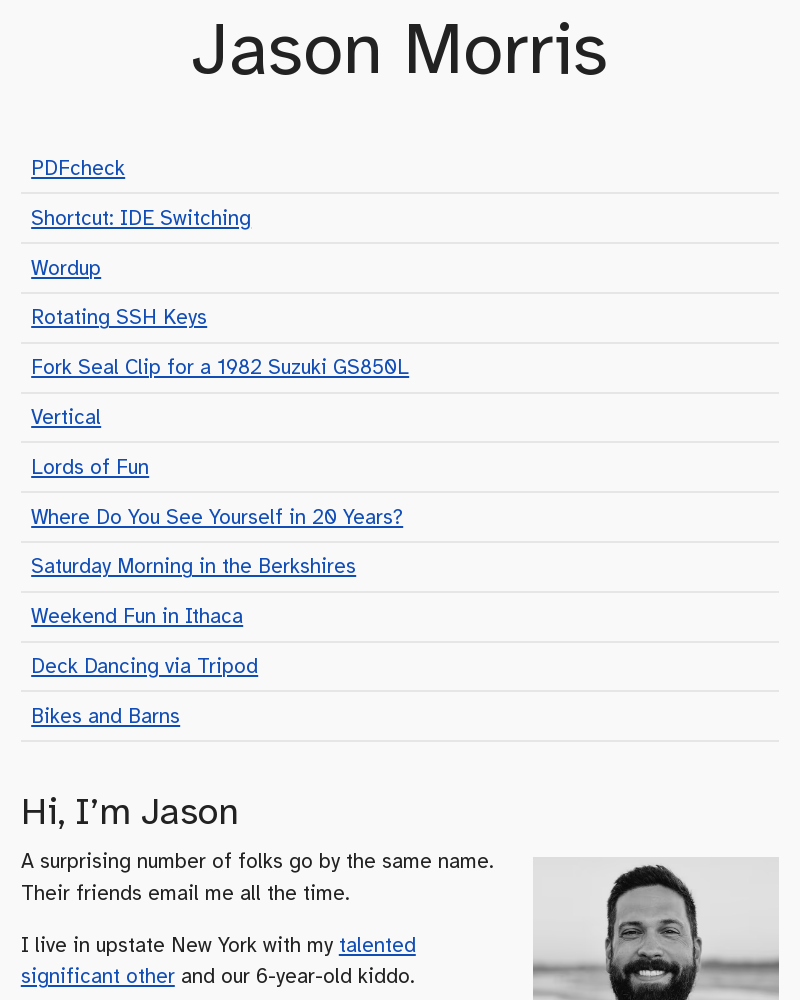 Jason Morris
PDFcheck
Shortcut: IDE Switching
Wordup
Rotating SSH Keys
Fork Seal Clip for a 1982 Suzuki GS850L
Vertical
Lords of Fun
Where Do You See Yourself in 20 Years?
Saturday Morning in the Berkshires
Weekend Fun in Ithaca
Deck Dancing via Tripod
Bikes and Barns
Hi, I’m Jason
A surprising number of folks go by the same name.
Their friends email me all the time.
I live in upstate New York with my talented
significant other and our 6-year-old kiddo.